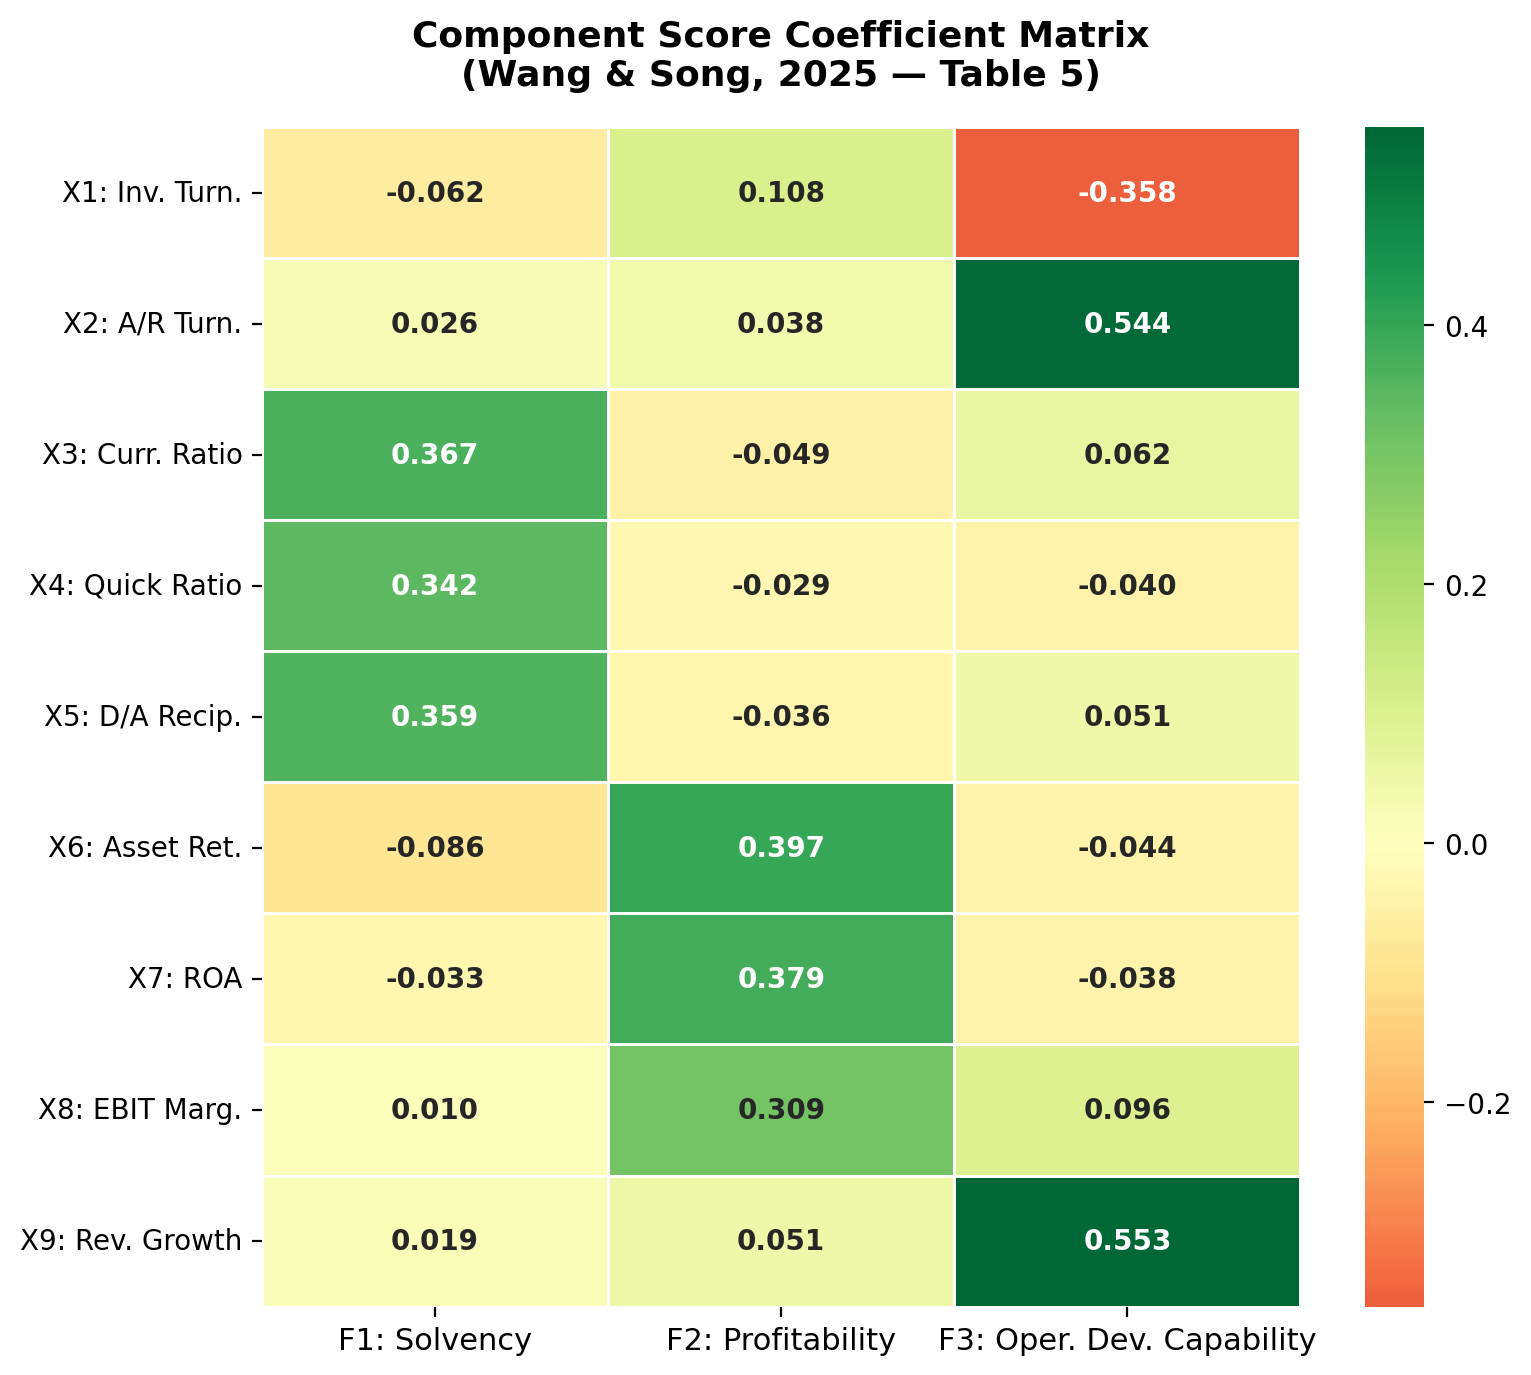 Component Score Coefficient Matrix
(Wang & Song, 2025 — Table 5)
X1: Inv. Turn. -0.062 0.108 -0.358
X2: A/R Turn. 0.026 0.038 0.544
X3: Curr. Ratio 0.367 -0.049 0.062
X4: Quick Ratio 0.342 -0.029 -0.040
X5: D/A Recip. 0.359 -0.036 0.051
X6: Asset Ret. -0.086 0.397 -0.044
X7: ROA -0.033 0.379 -0.038
X8: EBIT Marg. 0.010 0.309 0.096
X9: Rev. Growth 0.019 0.051 0.553
F1: Solvency F2: Profitability F3: Oper. Dev. Capability
0.4
0.2
0.0
−0.2